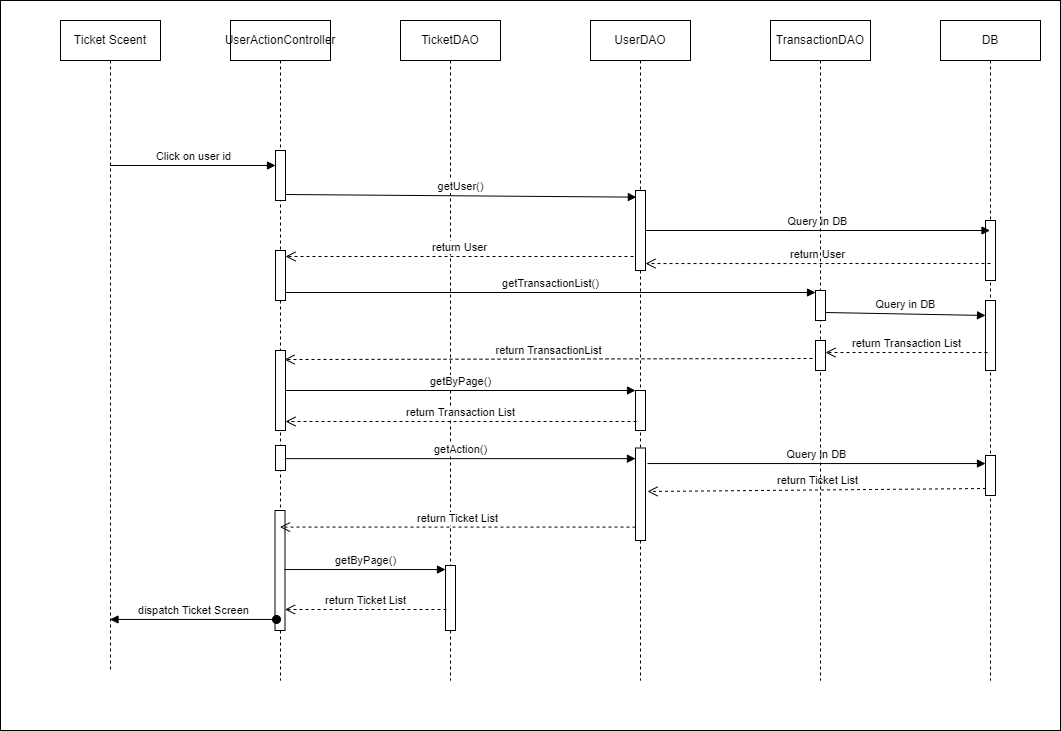 Ticket Sceent
UserActionController
TicketDAO
UserDAO
TransactionDAO
DB
Click on user id
getUser()
Query in DB
return User
return User
getTransactionList()
Query in DB
return Transaction List
return TransactionList
getByPage()
return Transaction List
getAction()
Query in DB
return Ticket List
return Ticket List
getByPage()
return Ticket List
dispatch Ticket Screen